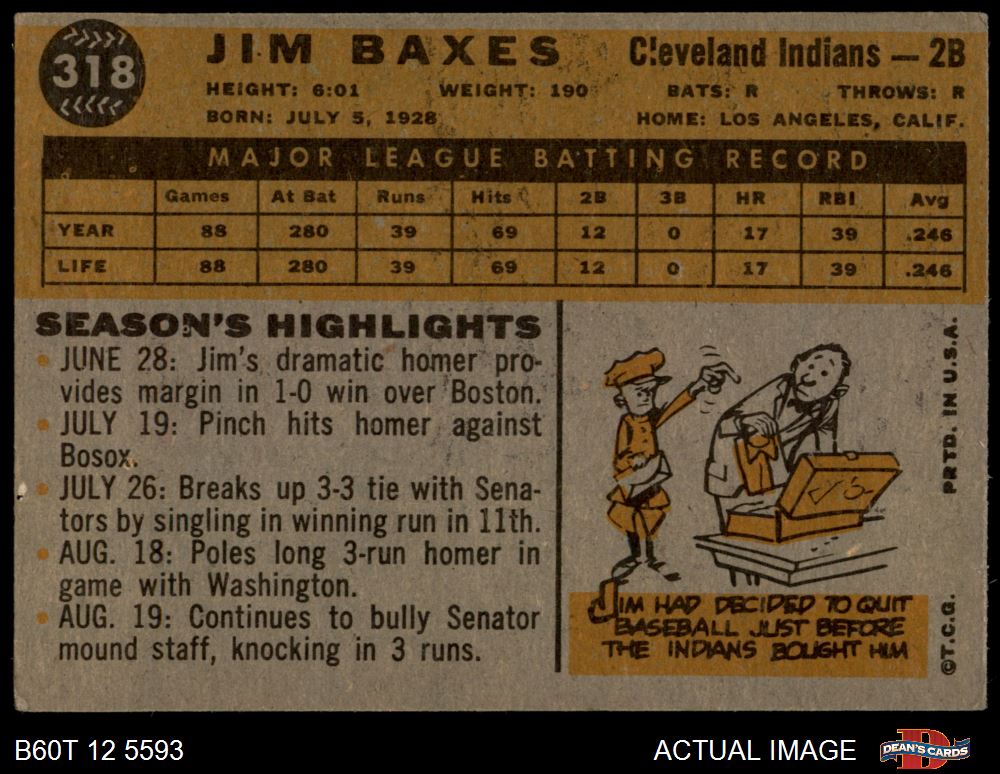 318
JIM BAXES
Cleveland Indians — 2B
HEIGHT: 6:01 WEIGHT: 190 BATS: R THROWS: R
BORN: JULY 5, 1928 HOME: LOS ANGELES, CALIF.
MAJOR LEAGUE BATTING RECORD
Games At Bat Runs Hits 2B 3B HR RBI Avg
YEAR 88 280 39 69 12 0 17 39 .246
LIFE 88 280 39 69 12 0 17 39 .246
SEASON'S HIGHLIGHTS
• JUNE 28: Jim's dramatic homer pro-
vides margin in 1-0 win over Boston.
• JULY 19: Pinch hits homer against
Bosox.
• JULY 26: Breaks up 3-3 tie with Sena-
tors by singling in winning run in 11th.
• AUG. 18: Poles long 3-run homer in
game with Washington.
• AUG. 19: Continues to bully Senator
mound staff, knocking in 3 runs.
JIM HAD DECIDED TO QUIT
BASEBALL JUST BEFORE
THE INDIANS BOUGHT HIM
©T.C.G. PRTD. IN U.S.A.
B60T 12 5593
ACTUAL IMAGE
DEAN'S CARDS